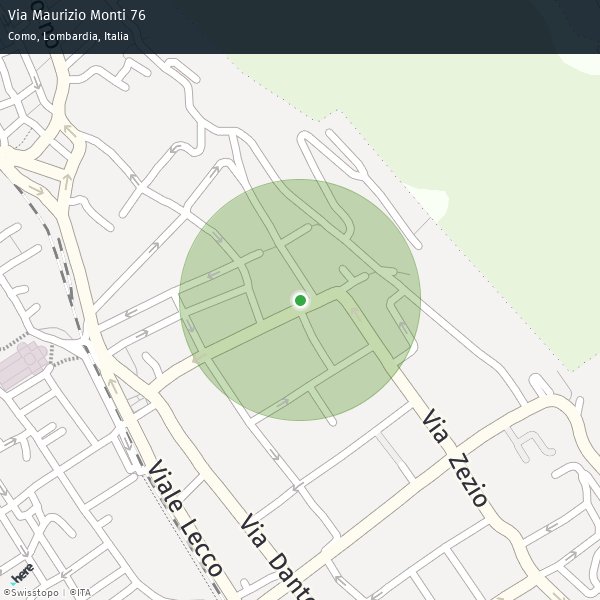 Via Maurizio Monti 76
Como, Lombardia, Italia
Via Zezio
Viale Lecco
Via Dante
here
©Swisstopo | ©ITA